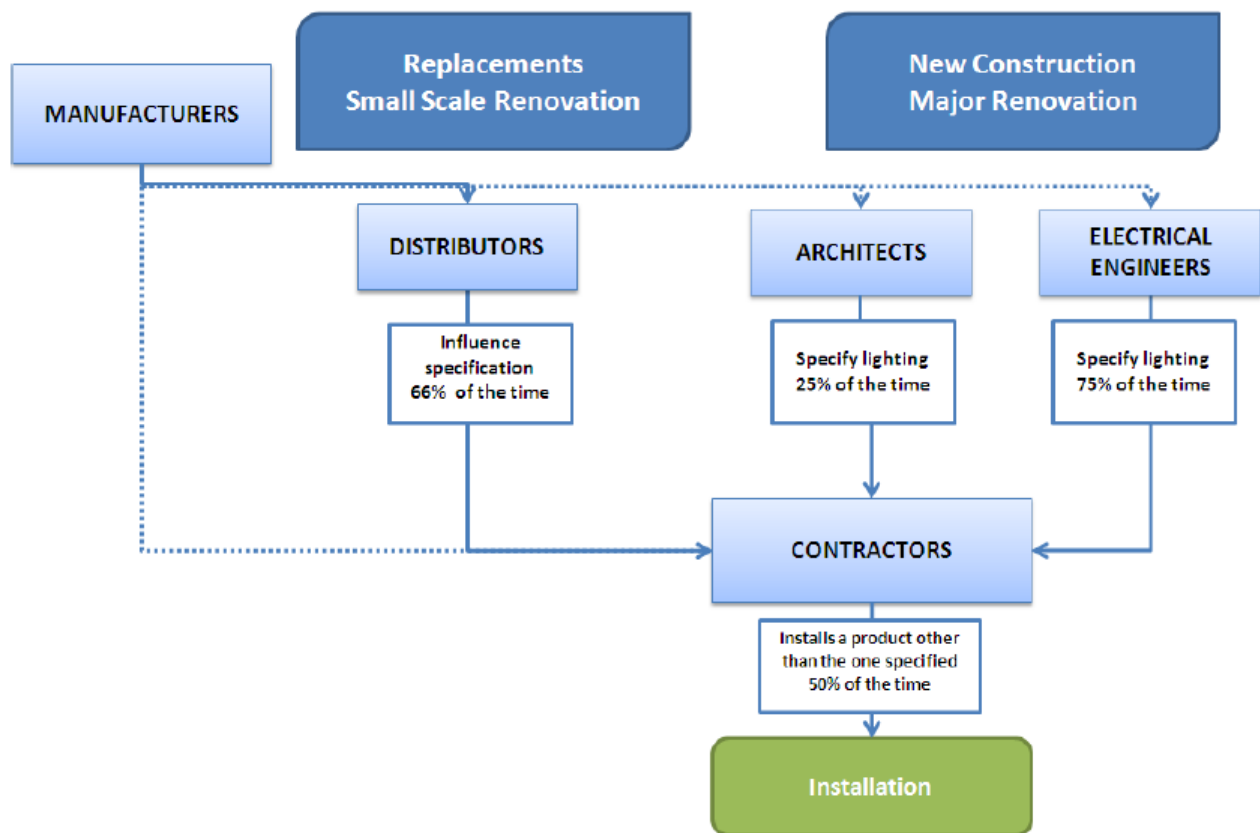 Replacements
Small Scale Renovation
New Construction
Major Renovation
MANUFACTURERS
DISTRIBUTORS
ARCHITECTS
ELECTRICAL
ENGINEERS
Influence
specification
66% of the time
Specify lighting
25% of the time
Specify lighting
75% of the time
CONTRACTORS
Installs a product other
than the one specified
50% of the time
Installation